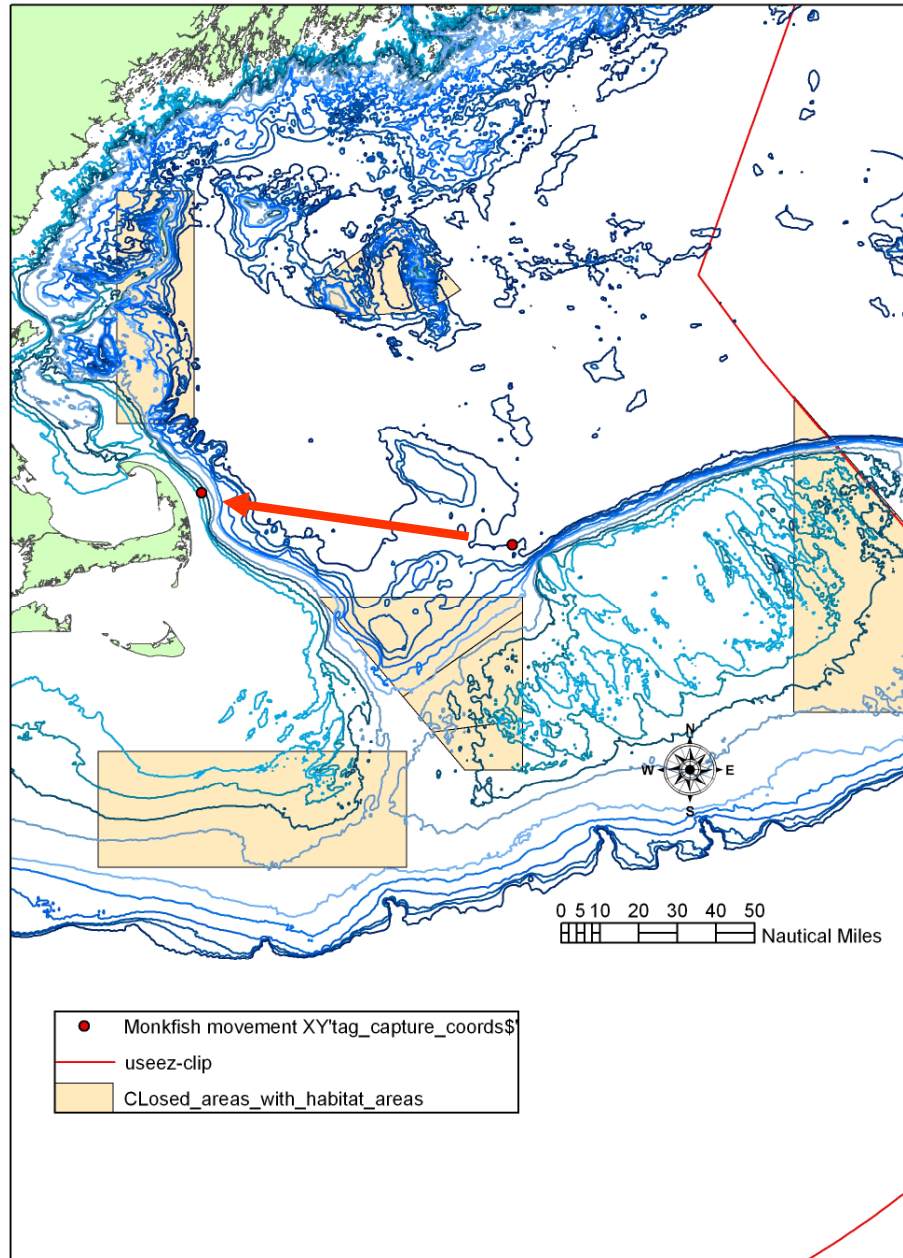 N
W E
S
0 5 10 20 30 40 50
Nautical Miles
Monkfish movement XY'tag_capture_coords$'
useez-clip
CLosed_areas_with_habitat_areas